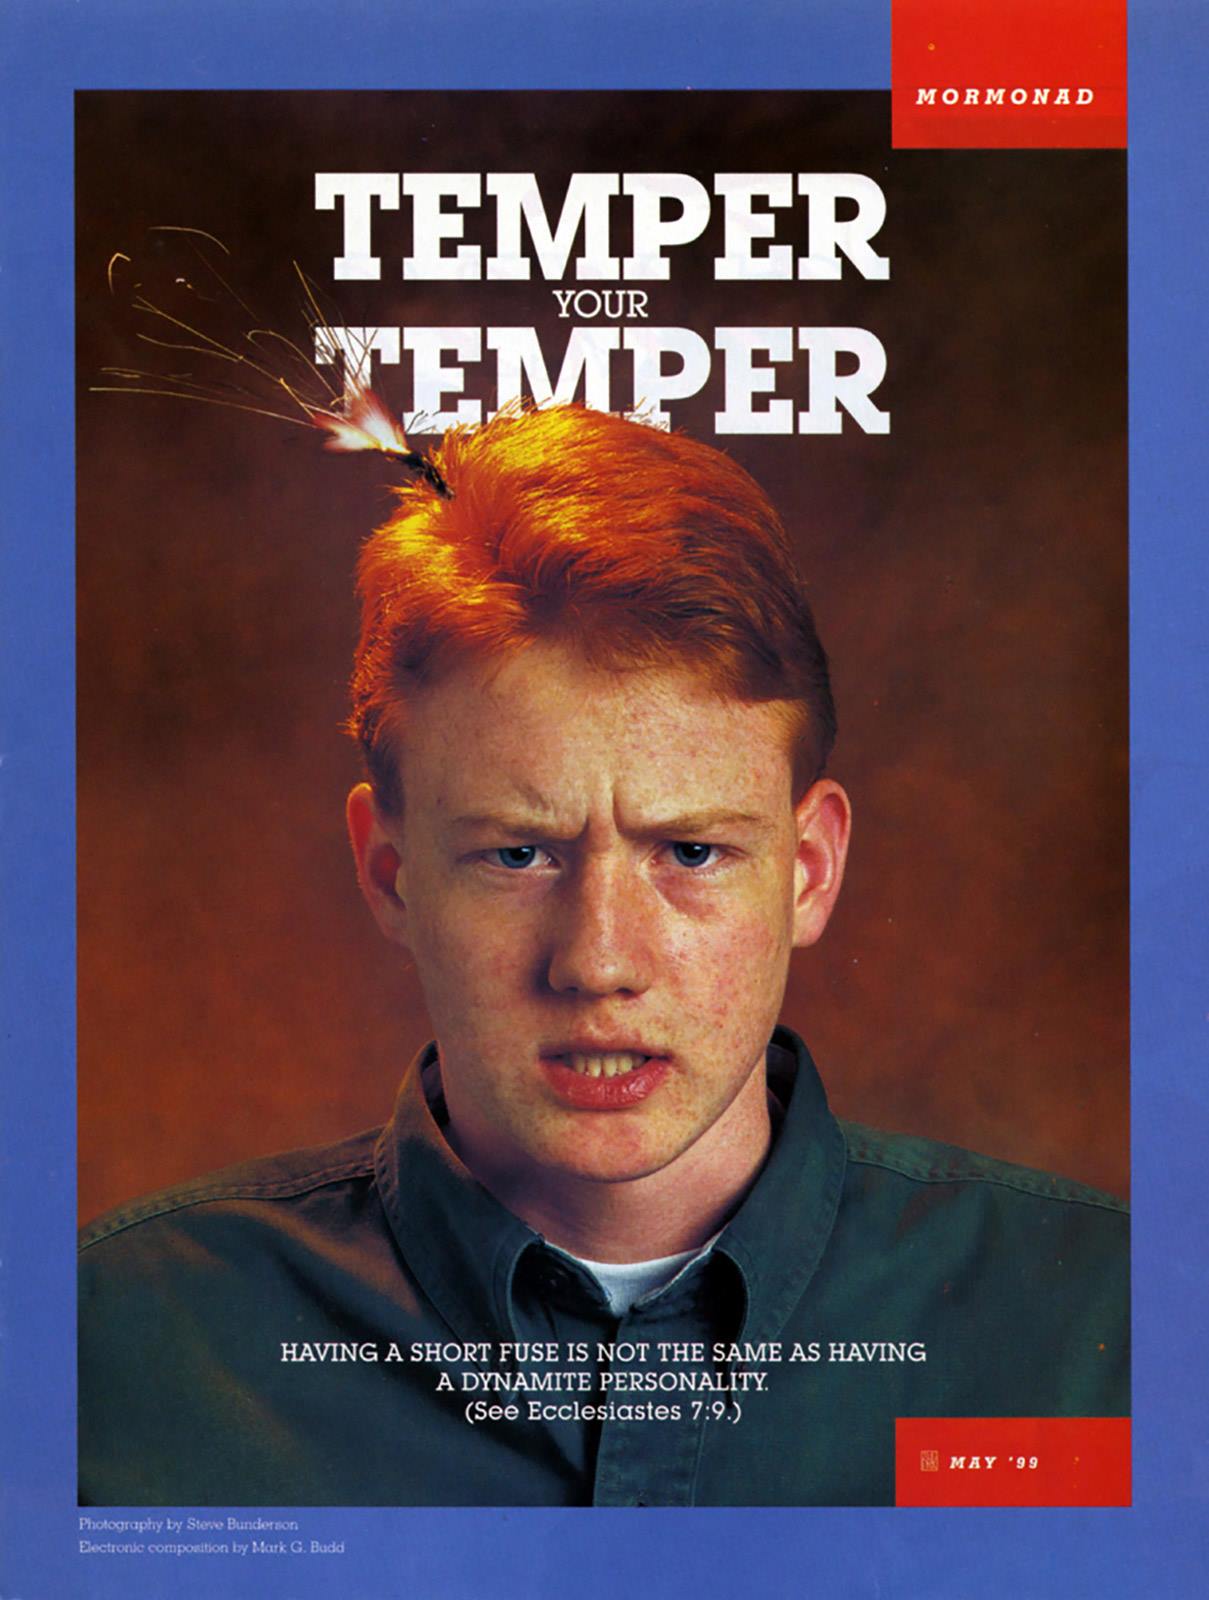 MORMONAD
TEMPER
YOUR
TEMPER
HAVING A SHORT FUSE IS NOT THE SAME AS HAVING
A DYNAMITE PERSONALITY.
(See Ecclesiastes 7:9.)
MAY '99
Photography by Steve Bunderson
Electronic composition by Mark G. Budd